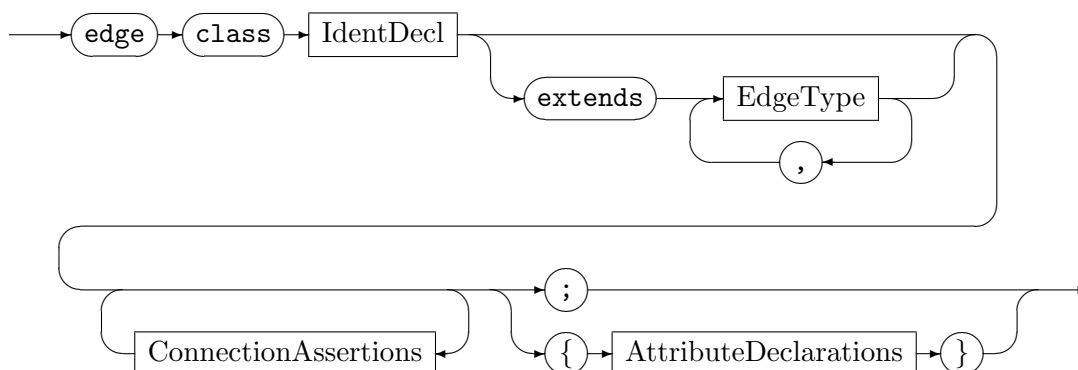 edge class IdentDecl
extends EdgeType
,
;
ConnectionAssertions { AttributeDeclarations }